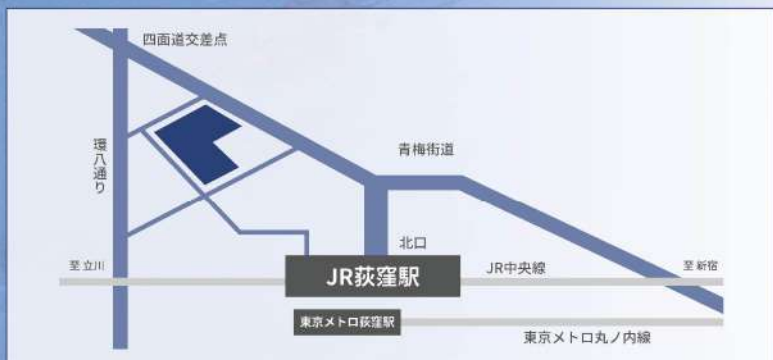 四面道交差点
環八通り
青梅街道
北口
至 立川
JR荻窪駅
JR中央線
至 新宿
東京メトロ荻窪駅
東京メトロ丸ノ内線